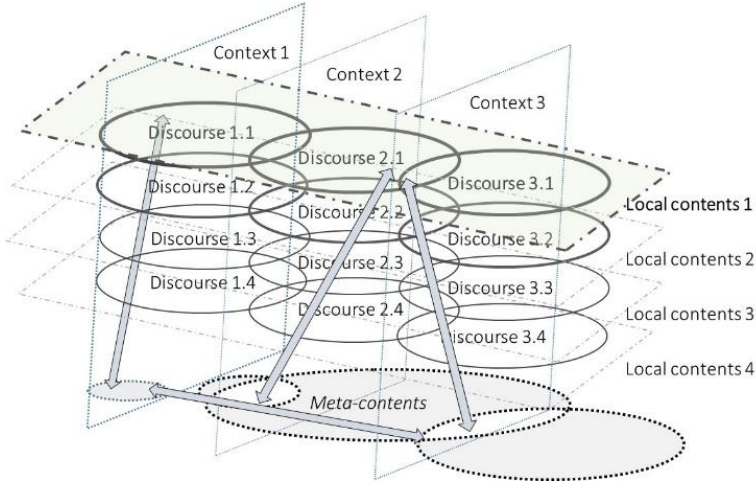 Context 1
Context 2
Context 3
Discourse 1.1
Discourse 2.1
Discourse 3.1
Discourse 1.2
Local contents 1
Discourse 2.2
Discourse 3.2
Discourse 1.3
Local contents 2
Discourse 2.3
Discourse 1.4
Discourse 3.3
Discourse 2.4
Local contents 3
Discourse 3.4
Local contents 4
Meta-contents